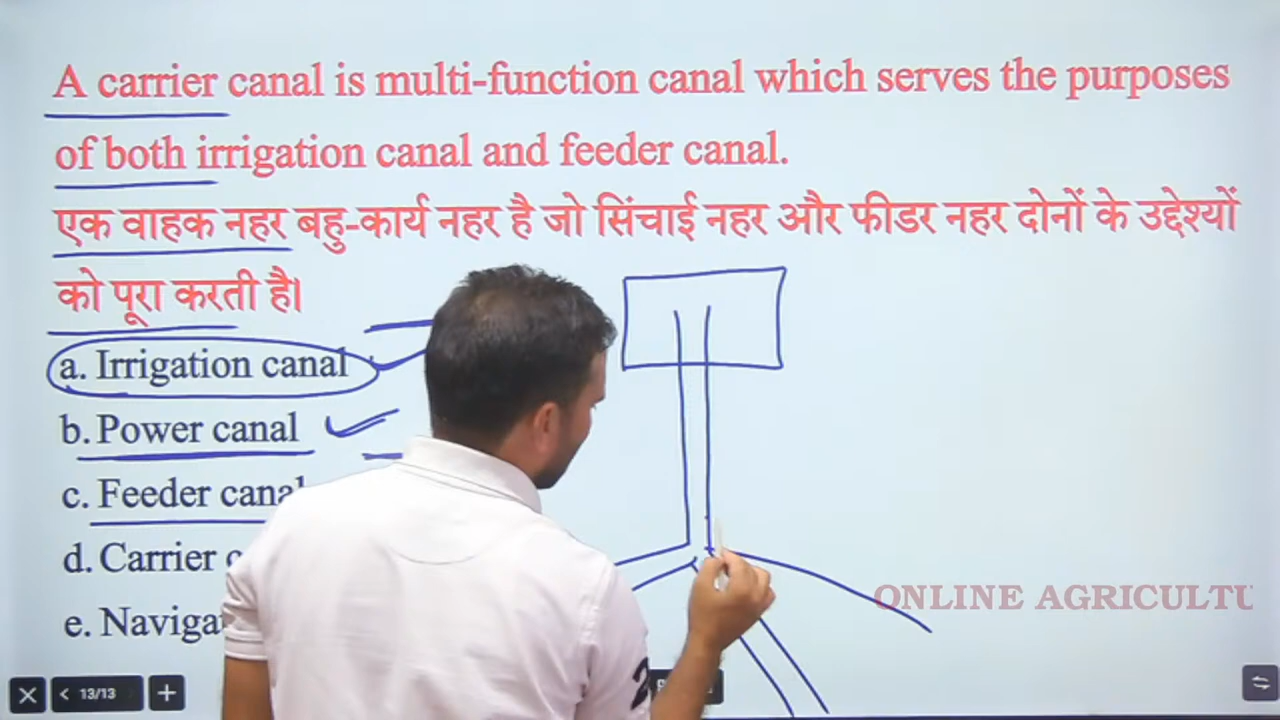 A carrier canal is multi-function canal which serves the purposes
of both irrigation canal and feeder canal.
एक वाहक नहर बहु-कार्य नहर है जो सिंचाई नहर और फीडर नहर दोनों के उद्देश्यों
को पूरा करती है।
a. Irrigation canal
b. Power canal
c. Feeder canal
d. Carrier
e.
13/13
ONLINE AGRICULTU